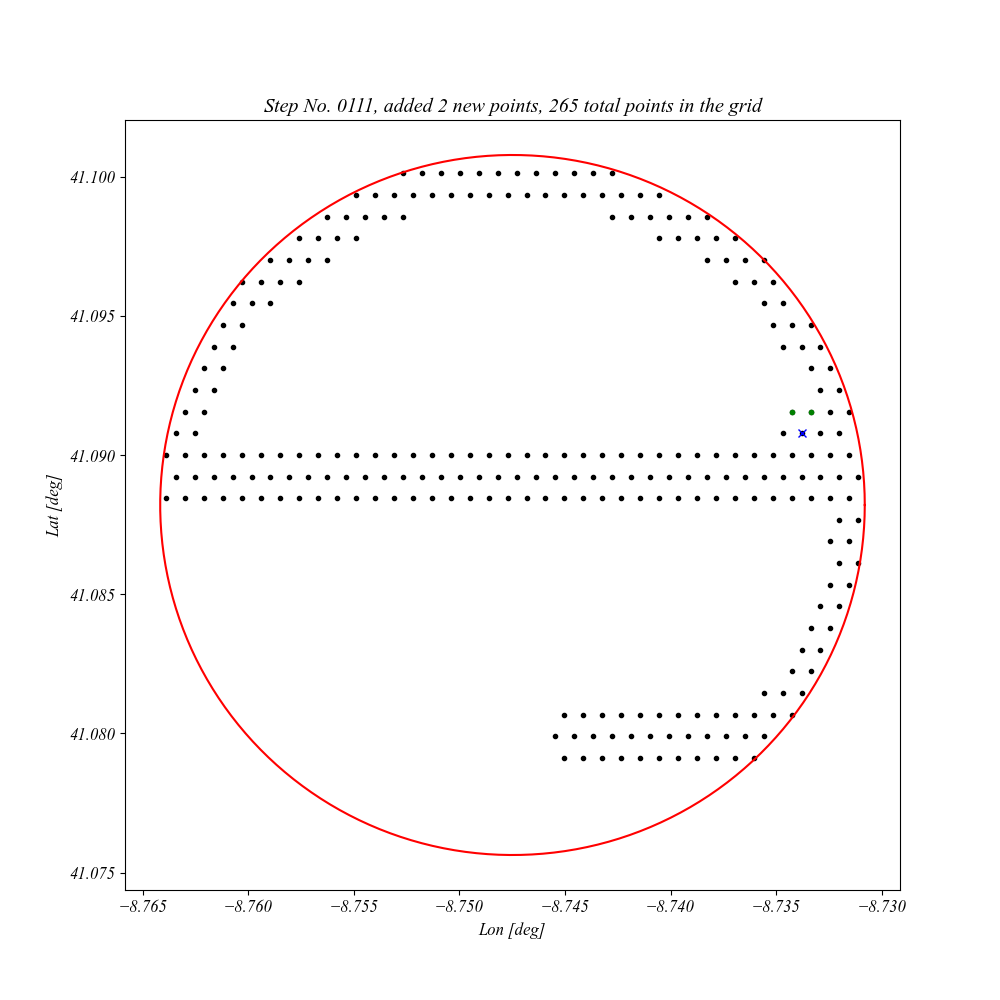 Step No. 0111, added 2 new points, 265 total points in the grid
41.100
41.095
41.090
41.085
41.080
41.075
Lat [deg]
−8.765 −8.760 −8.755 −8.750 −8.745 −8.740 −8.735 −8.730
Lon [deg]